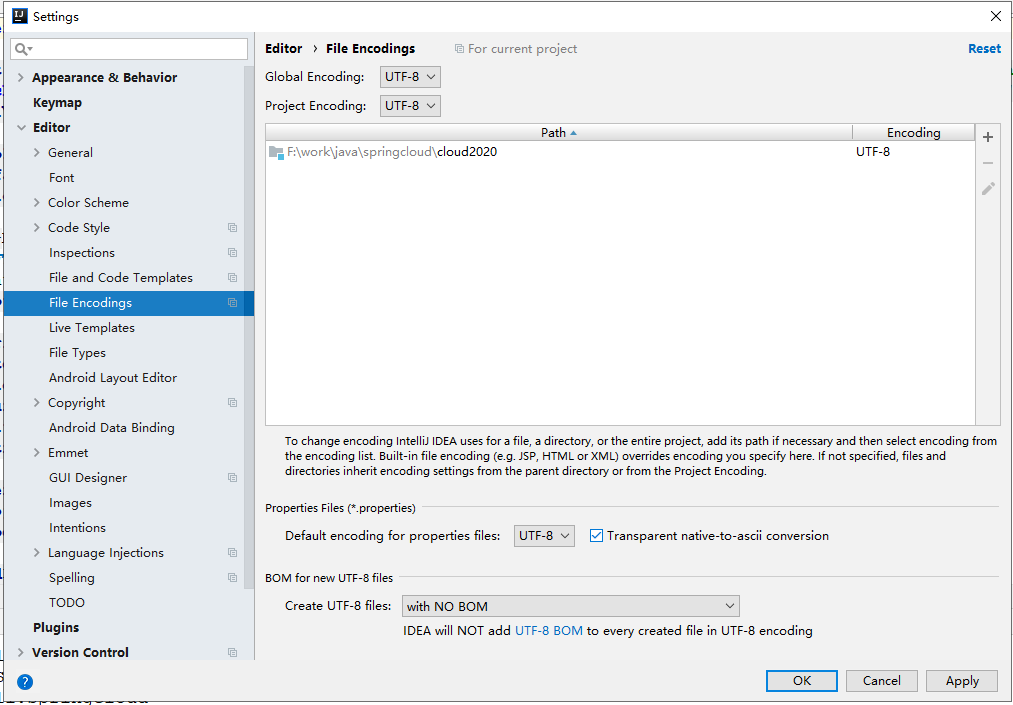 Settings
Editor › File Encodings For current project Reset
Appearance & Behavior
Keymap
Editor
General
Font
Color Scheme
Code Style
Inspections
File and Code Templates
File Encodings
Live Templates
File Types
Android Layout Editor
Copyright
Android Data Binding
Emmet
GUI Designer
Images
Intentions
Language Injections
Spelling
TODO
Plugins
Version Control
Global Encoding: UTF-8
Project Encoding: UTF-8
Path Encoding
F:\work\java\springcloud\cloud2020 UTF-8
To change encoding IntelliJ IDEA uses for a file, a directory, or the entire project, add its path if necessary and then select encoding from
the encoding list. Built-in file encoding (e.g. JSP, HTML or XML) overrides encoding you specify here. If not specified, files and
directories inherit encoding settings from the parent directory or from the Project Encoding.
Properties Files (*.properties)
Default encoding for properties files: UTF-8 Transparent native-to-ascii conversion
BOM for new UTF-8 files
Create UTF-8 files: with NO BOM
IDEA will NOT add UTF-8 BOM to every created file in UTF-8 encoding
? OK Cancel Apply